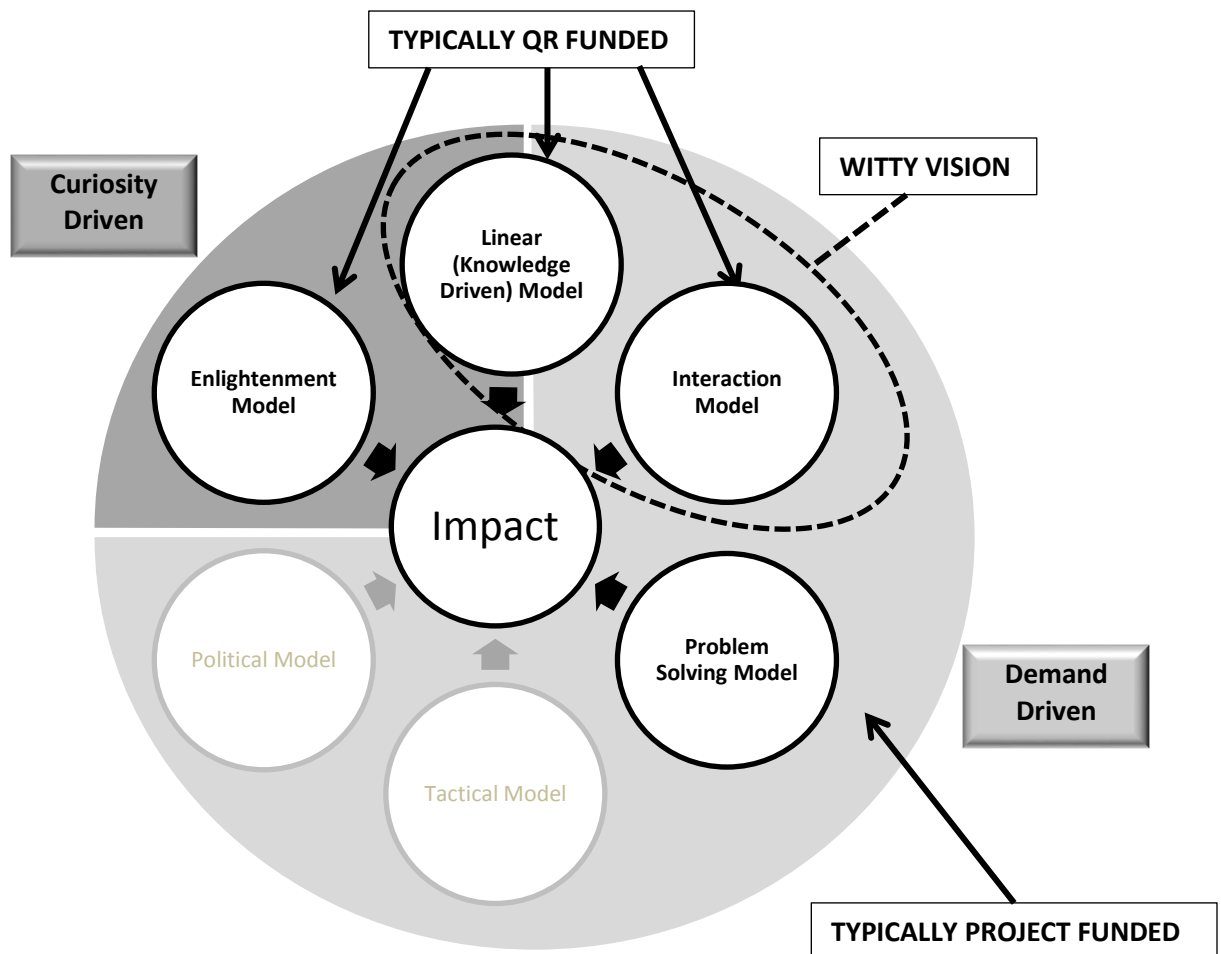 TYPICALLY QR FUNDED
WITTY VISION
Curiosity
Driven
Linear
(Knowledge
Driven) Model
Enlightenment
Model
Interaction
Model
Impact
Political Model
Problem
Solving Model
Demand
Driven
Tactical Model
TYPICALLY PROJECT FUNDED